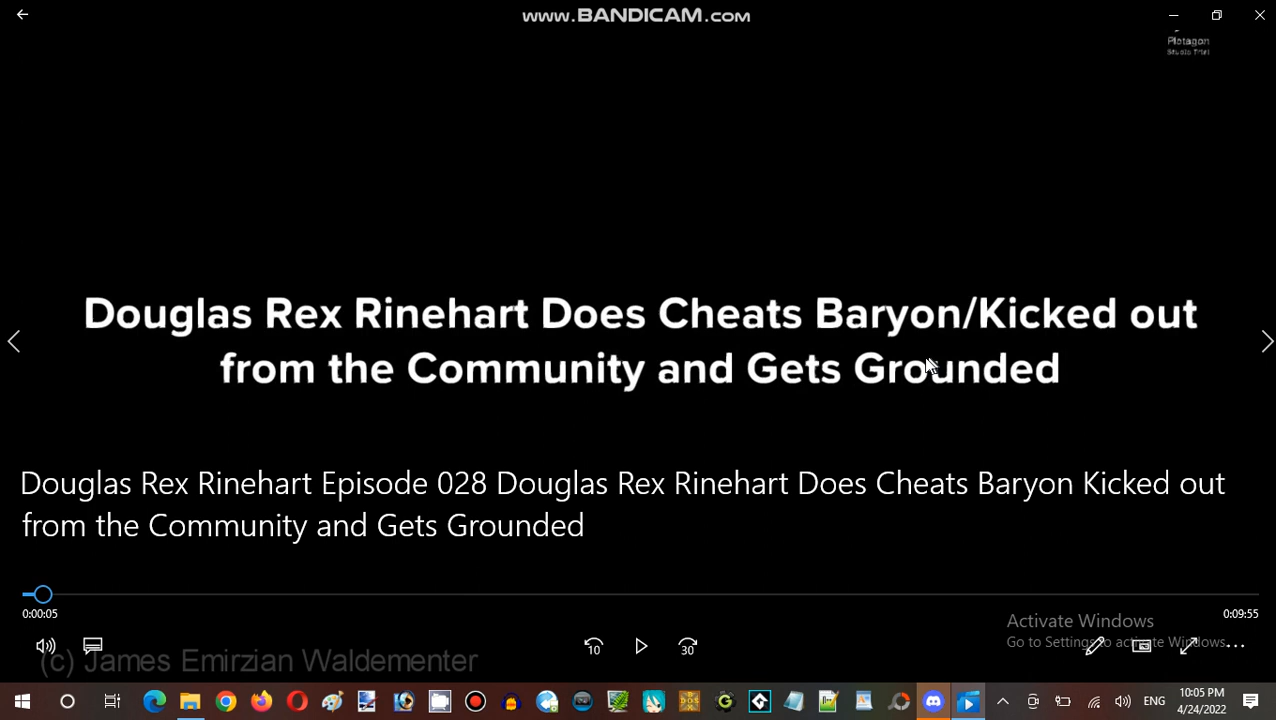 www.BANDICAM.com
Plotagon
Studio Trial
Douglas Rex Rinehart Does Cheats Baryon/Kicked out
from the Community and Gets Grounded
Douglas Rex Rinehart Episode 028 Douglas Rex Rinehart Does Cheats Baryon Kicked out
from the Community and Gets Grounded
0:00:05
0:09:55
Activate Windows
Go to Settings to activate Windows.
10
30
(c) James Emirzian Waldementer
ENG
10:05 PM
4/24/2022